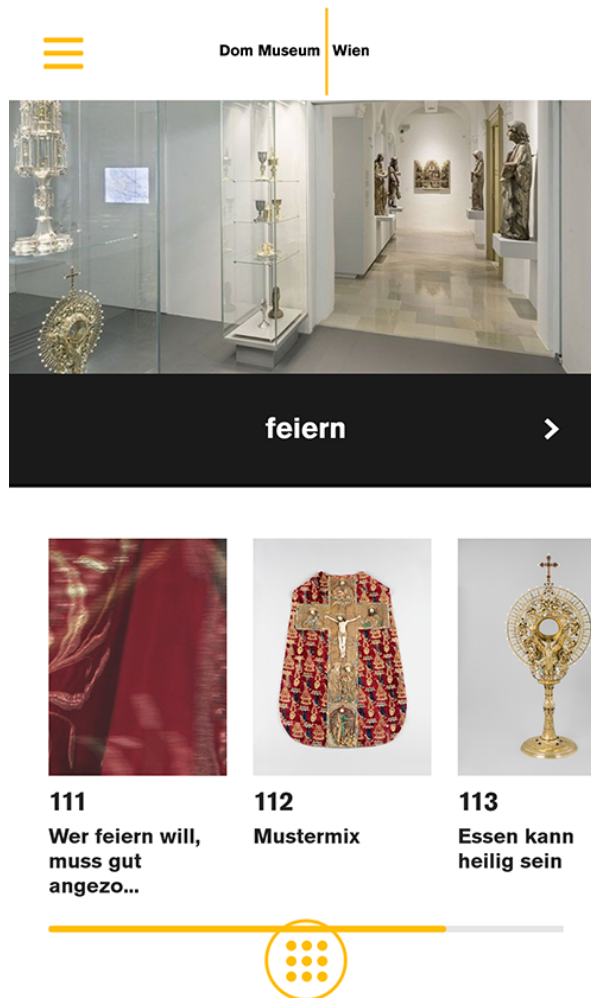 Dom Museum Wien
feiern
111
Wer feiern will,
muss gut
angezo...
112
Mustermix
113
Essen kann
heilig sein